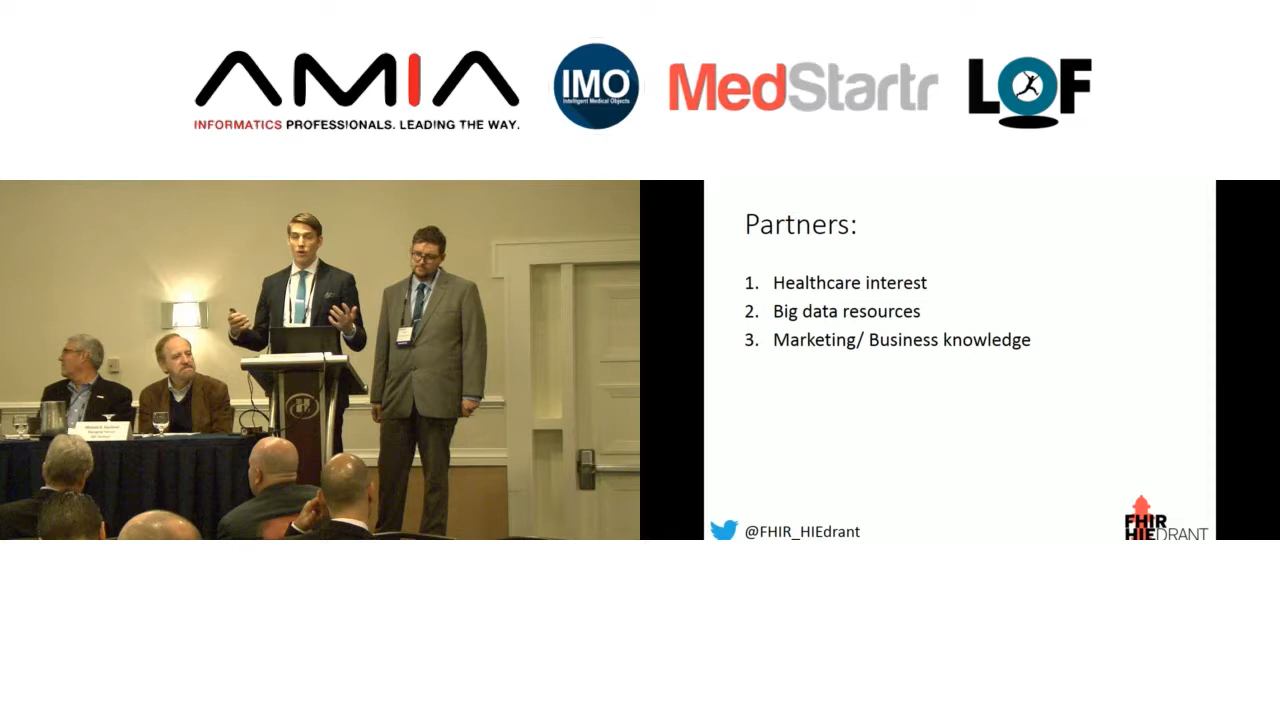 AMIA
INFORMATICS PROFESSIONALS. LEADING THE WAY.
IMO
Intelligent Medical Objects
MedStartr
LOF
Partners:
1. Healthcare interest
2. Big data resources
3. Marketing/ Business knowledge
@FHIR_HIEdrant
FHIR
HIEDRANT